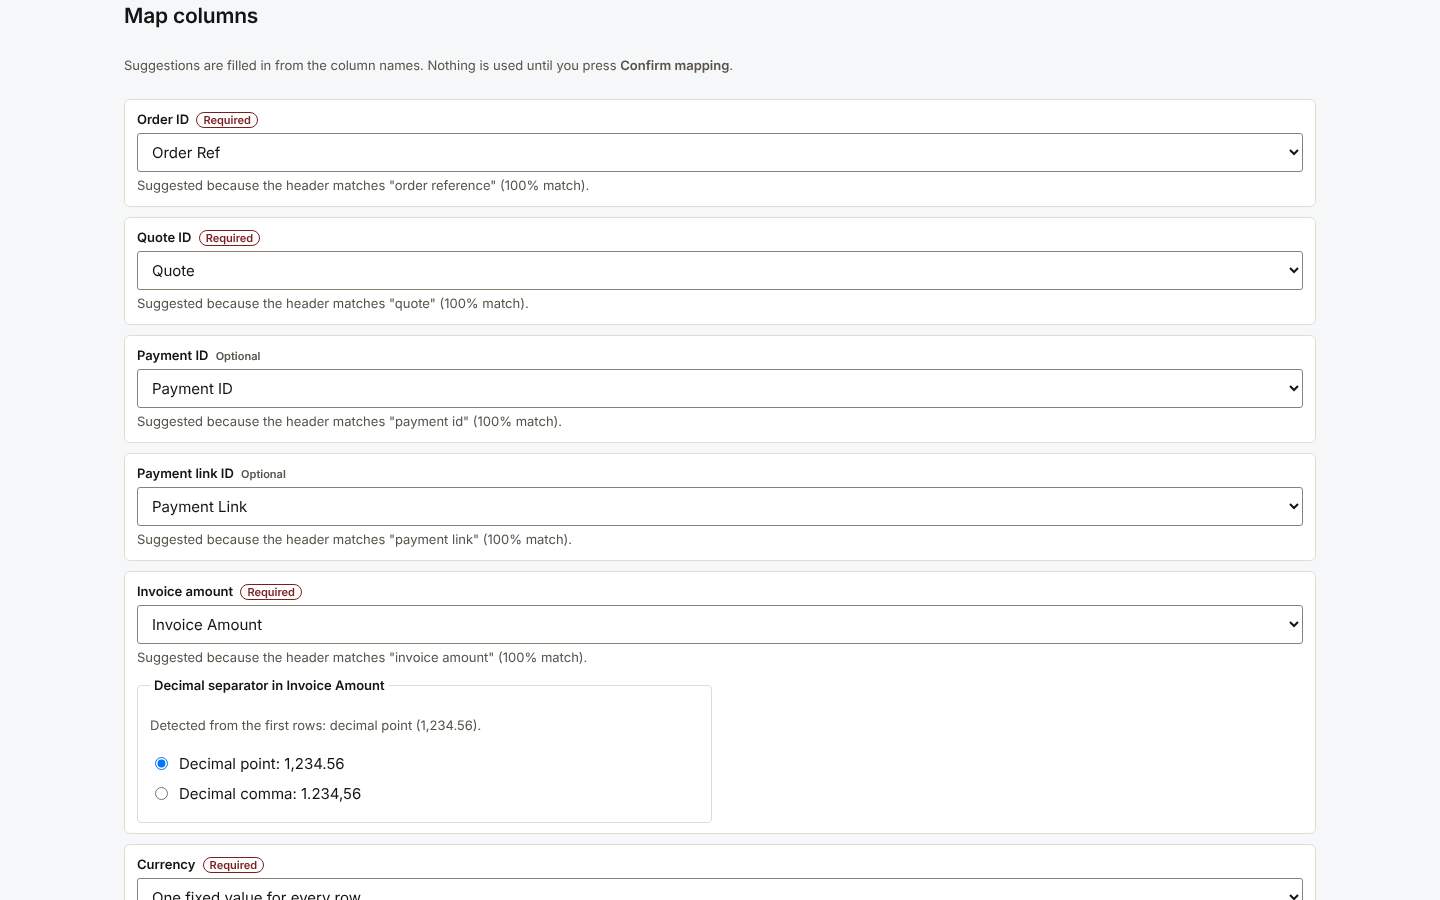 Map columns
Suggestions are filled in from the column names. Nothing is used until you press Confirm mapping.
Order ID Required
Order Ref
Suggested because the header matches "order reference" (100% match).
Quote ID Required
Quote
Suggested because the header matches "quote" (100% match).
Payment ID Optional
Payment ID
Suggested because the header matches "payment id" (100% match).
Payment link ID Optional
Payment Link
Suggested because the header matches "payment link" (100% match).
Invoice amount Required
Invoice Amount
Suggested because the header matches "invoice amount" (100% match).
Decimal separator in Invoice Amount
Detected from the first rows: decimal point (1,234.56).
Decimal point: 1,234.56
Decimal comma: 1.234,56
Currency Required
One fixed value for every row